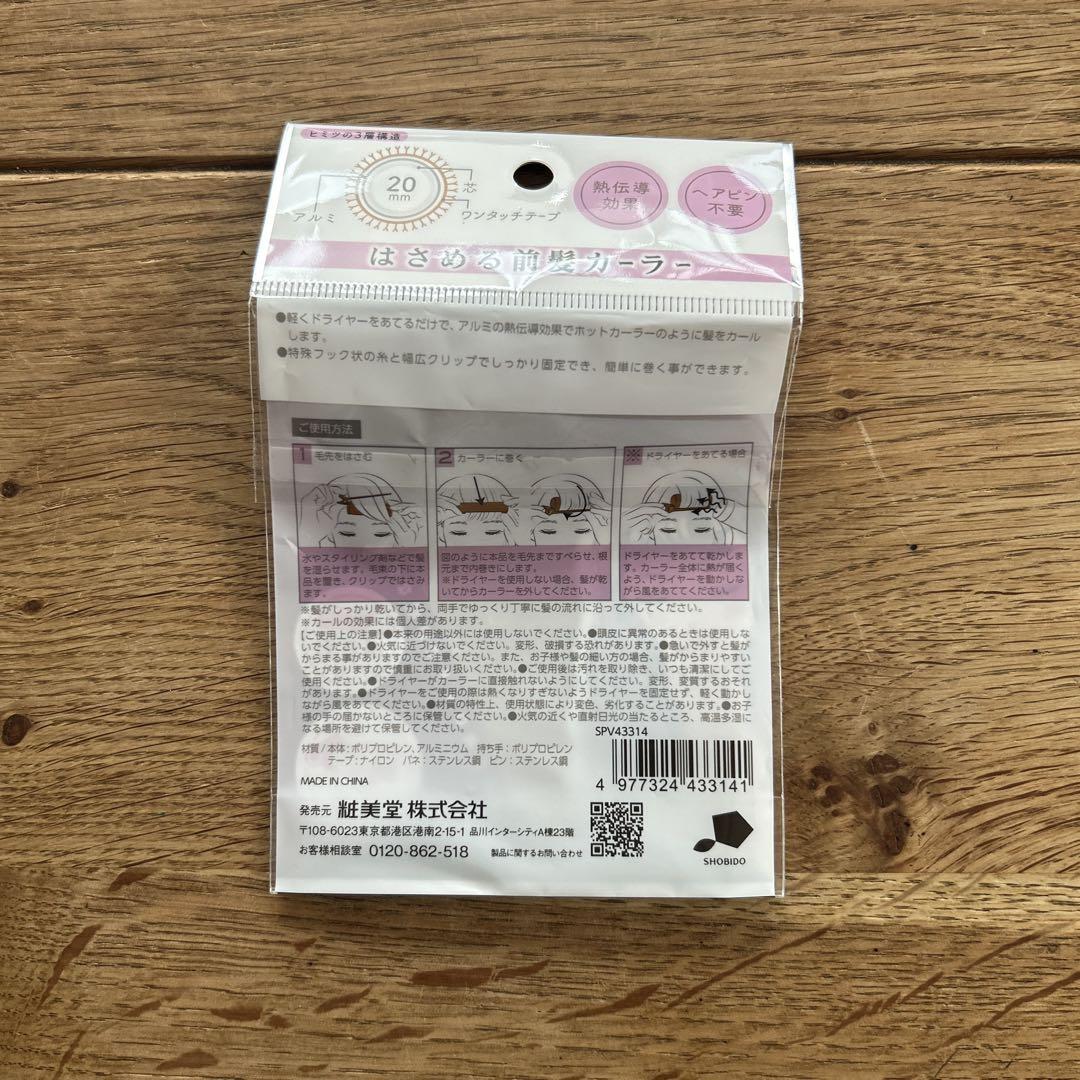 ヒミツの3層構造
20
mm
芯
アルミ
ワンタッチテープ
熱伝導
効果
ヘアピン
不要
はさめる前髪カーラー
●軽くドライヤーをあてるだけで、アルミの熱伝導効果でホットカーラーのように髪をカール
します。
●特殊フック状の糸と幅広クリップでしっかり固定でき、簡単に巻く事ができます。
ご使用方法
1 毛先をはさむ
水やスタイリング剤などで髪
を湿らせます。毛束の下に本
品を置き、クリップではさみ
ます。
2 カーラーに巻く
図のように本品を毛先まですべらせ、根
元まで内巻きにします。
※ドライヤーを使用しない場合、髪が乾い
てからカーラーを外してください。
※ ドライヤーをあてる場合
ドライヤーをあてて乾かしま
す。カーラー全体に熱が届く
よう、ドライヤーを動かしな
がら風をあててください。
※髪がしっかり乾いてから、両手でゆっくり丁寧に髪の流れに沿って外してください。
※カールの効果には個人差があります。
【ご使用上の注意】●本来の用途以外には使用しないでください。●頭皮に異常のあるときは使用しな
いでください。●火気に近づけないでください。変形、破損する恐れがあります。●急いで外すと髪が
からまる事がありますのでご注意ください。また、お子様や髪の細い方の場合、髪がからまりやすい
ことがありますので慎重にお取り扱いください。●ご使用後は汚れを取り除き、いつも清潔にしてご
使用ください。●ドライヤーがカーラーに直接触れないようにしてください。変形、変質するおそれ
があります。●ドライヤーをご使用の際は熱くなりすぎないようドライヤーを固定せず、軽く動かし
ながら風をあててください。●材質の特性上、使用状態により変色、劣化することがあります。●お子
様の手の届かないところに保管してください。●火気の近くや直射日光の当たるところ、高温多湿に
なる場所を避けて保管してください。
SPV43314
材質/本体:ポリプロピレン、アルミニウム 持ち手:ポリプロピレン
テープ:ナイロン バネ:ステンレス鋼 ピン:ステンレス鋼
4 977324 433141
MADE IN CHINA
発売元 粧美堂株式会社
〒108-6023東京都港区港南2-15-1 品川インターシティA棟23階
お客様相談室 0120-862-518 製品に関するお問い合わせ
SHOBIDO